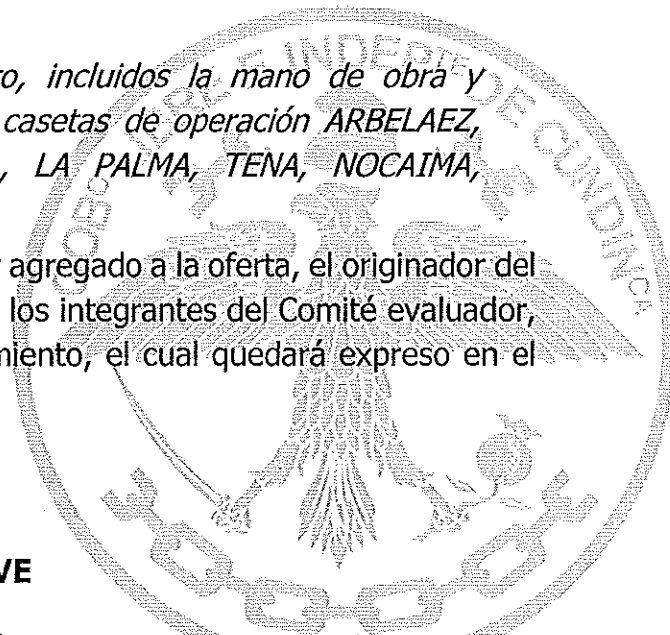 ro, incluidos la mano de obra y
casetas de operación ARBELAEZ,
, LA PALMA, TENA, NOCAIMA,
r agregado a la oferta, el originador del
los integrantes del Comité evaluador,
miento, el cual quedará expreso en el
VE